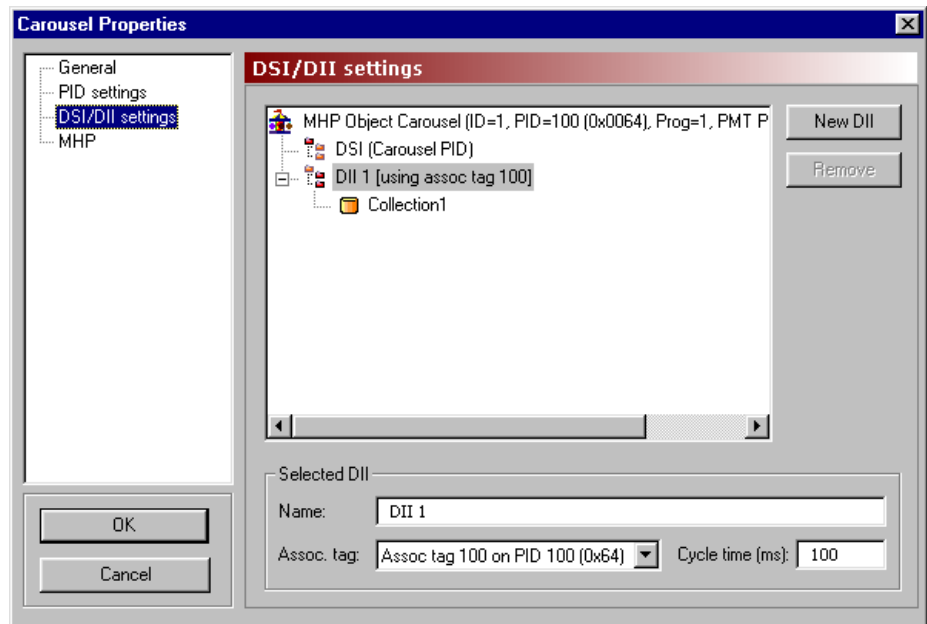 Carousel Properties
General
PID settings
DSI/DII settings
MHP
DSI/DII settings
MHP Object Carousel (ID=1, PID=100 (0x0064), Prog=1, PMT P
DSI (Carousel PID)
DII 1 [using assoc tag 100]
Collection1
New DII
Remove
Selected DII
Name: DII 1
Assoc. tag: Assoc tag 100 on PID 100 (0x64) Cycle time (ms): 100
OK
Cancel